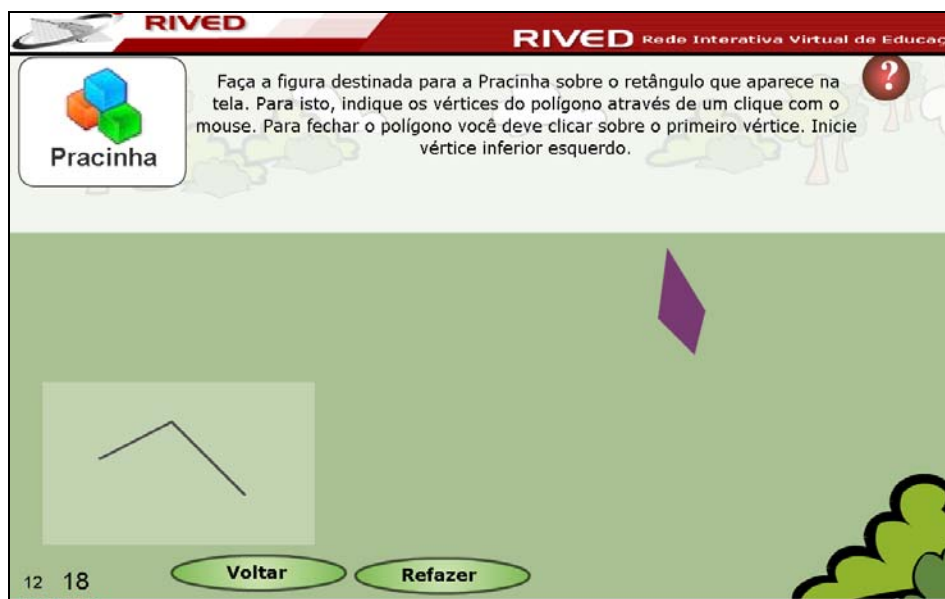 RIVED
RIVED Rede Interativa Virtual de Educaç
Faça a figura destinada para a Pracinha sobre o retângulo que aparece na
tela. Para isto, indique os vértices do polígono através de um clique com o
mouse. Para fechar o polígono você deve clicar sobre o primeiro vértice. Inicie
vértice inferior esquerdo.
?
Pracinha
12 18
Voltar
Refazer